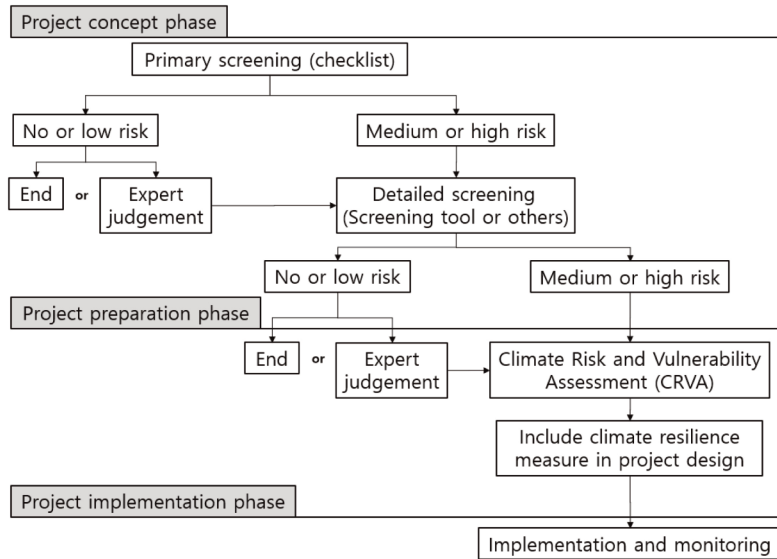 Project concept phase
Primary screening (checklist)
No or low risk
Medium or high risk
End
or
Expert
judgement
Detailed screening
(Screening tool or others)
No or low risk
Medium or high risk
Project preparation phase
End
or
Expert
judgement
Climate Risk and Vulnerability
Assessment (CRVA)
Include climate resilience
measure in project design
Project implementation phase
Implementation and monitoring